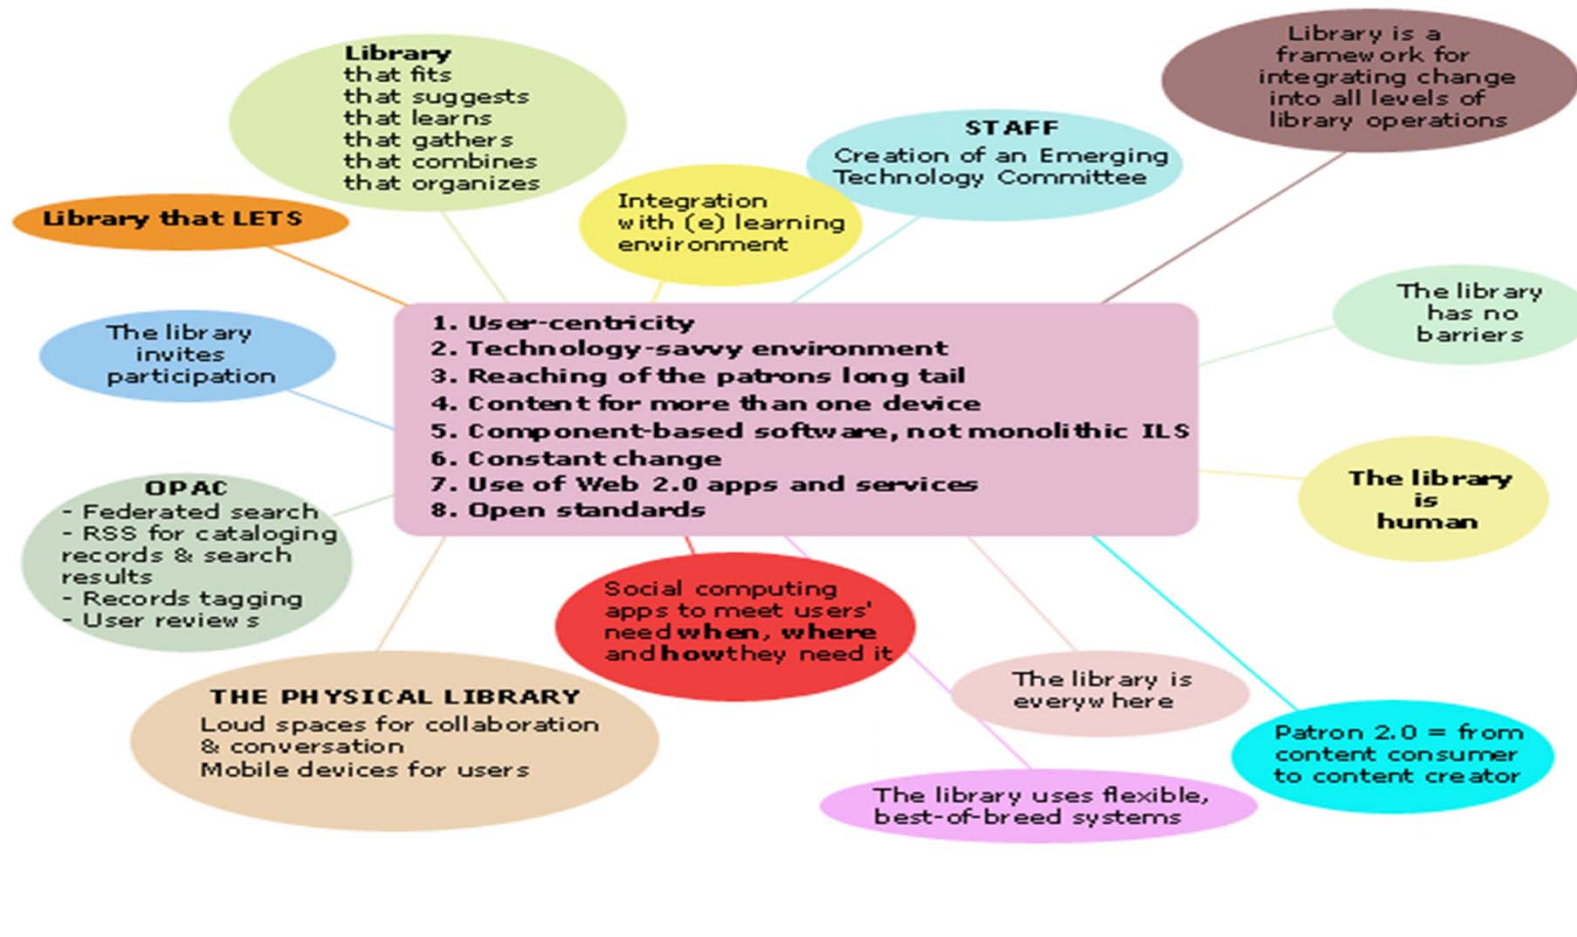 Library
that fits
that suggests
that learns
that gathers
that combines
that organizes
Library is a
framework for
integrating change
into all levels of
library operations
STAFF
Creation of an Emerging
Technology Committee
Integration
with (e) learning
environment
Library that LETS
The library
has no
barriers
The library
invites
participation
1. User-centricity
2. Technology-savvy environment
3. Reaching of the patrons long tail
4. Content for more than one device
5. Component-based software, not monolithic ILS
6. Constant change
7. Use of Web 2.0 apps and services
8. Open standards
The library
is
human
OPAC
- Federated search
- RSS for cataloging
records & search
results
- Records tagging
- User reviews
Social computing
apps to meet users'
need when, where
and how they need it
THE PHYSICAL LIBRARY
Loud spaces for collaboration
& conversation
Mobile devices for users
The library is
everywhere
Patron 2.0 = from
content consumer
to content creator
The library uses flexible,
best-of-breed systems